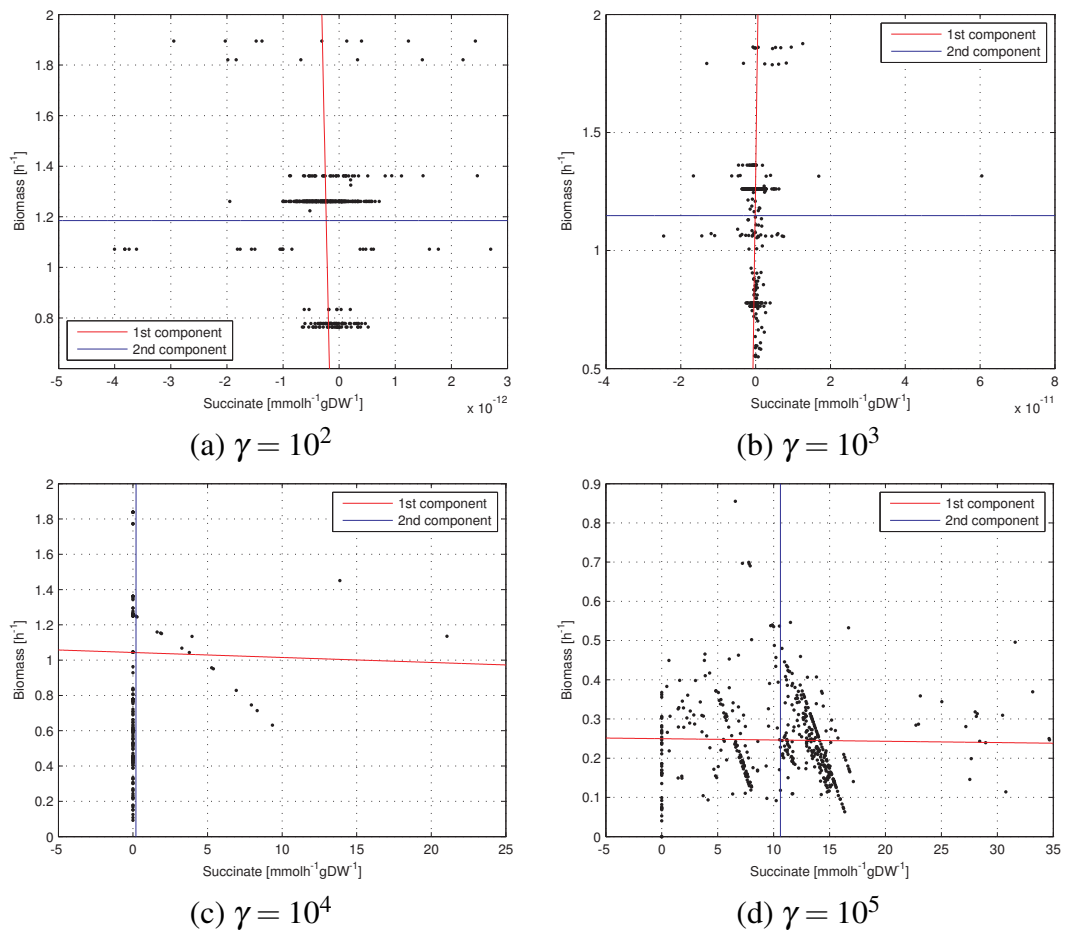 2
1.8
1.6
1.4
1.2
1
0.8
Biomass [h⁻¹]
1st component
2nd component
-5 -4 -3 -2 -1 0 1 2 3
Succinate [mmolh⁻¹gDW⁻¹]
x 10⁻¹²
(a) γ = 10²
2
1.5
1
0.5
Biomass [h⁻¹]
1st component
2nd component
-4 -2 0 2 4 6 8
Succinate [mmolh⁻¹gDW⁻¹]
x 10⁻¹¹
(b) γ = 10³
2
1.8
1.6
1.4
1.2
1
0.8
0.6
0.4
0.2
0
Biomass [h⁻¹]
1st component
2nd component
-5 0 5 10 15 20 25
Succinate [mmolh⁻¹gDW⁻¹]
(c) γ = 10⁴
0.9
0.8
0.7
0.6
0.5
0.4
0.3
0.2
0.1
0
Biomass [h⁻¹]
1st component
2nd component
-5 0 5 10 15 20 25 30 35
Succinate [mmolh⁻¹gDW⁻¹]
(d) γ = 10⁵